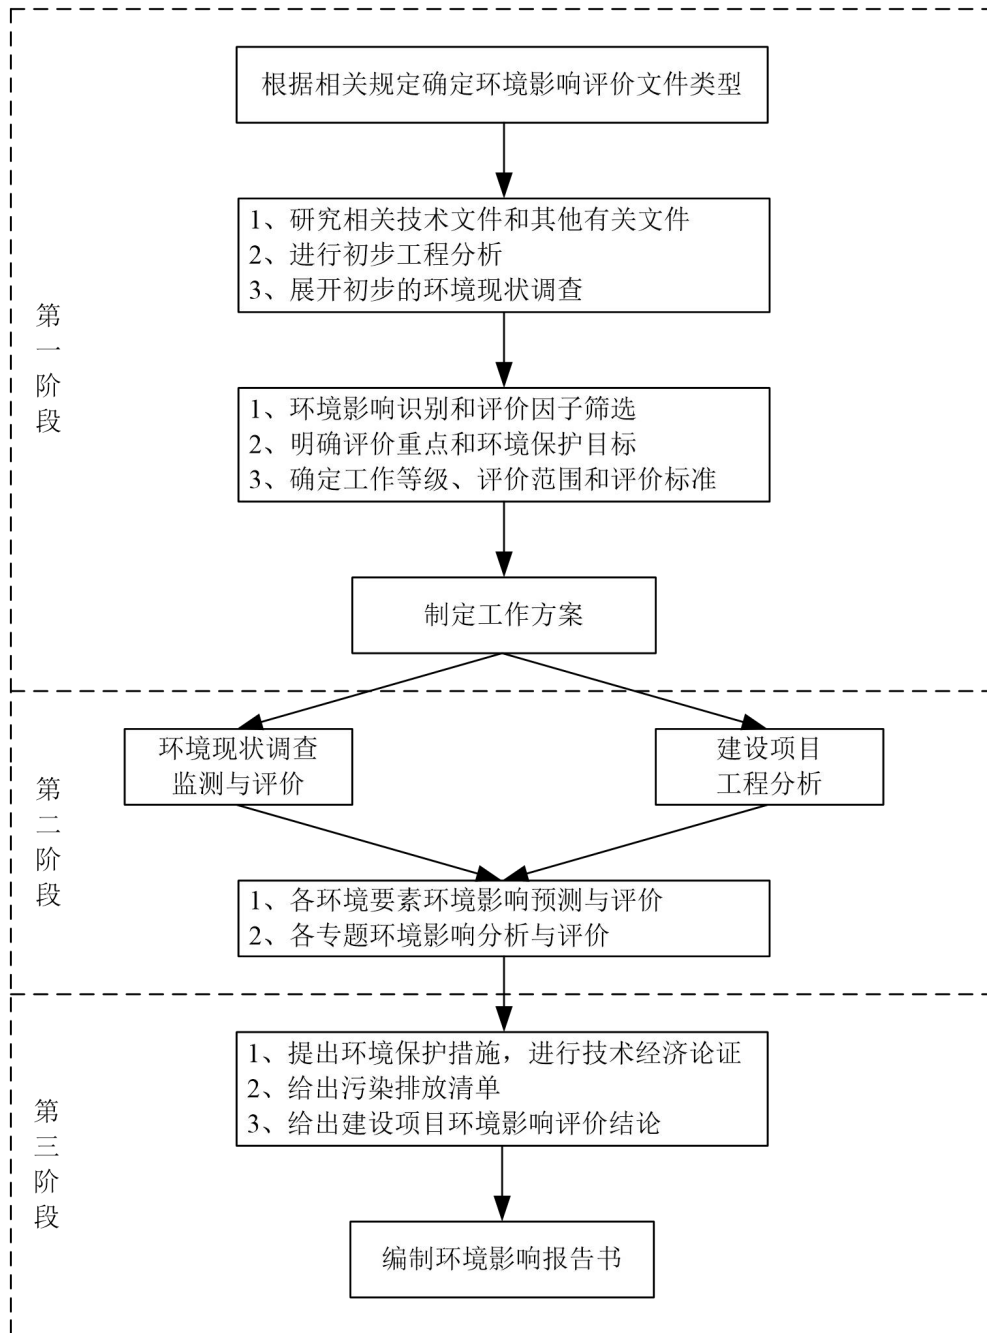 根据相关规定确定环境影响评价文件类型
1、研究相关技术文件和其他有关文件
2、进行初步工程分析
3、展开初步的环境现状调查
第一阶段
1、环境影响识别和评价因子筛选
2、明确评价重点和环境保护目标
3、确定工作等级、评价范围和评价标准
制定工作方案
环境现状调查
监测与评价
建设项目
工程分析
第二阶段
1、各环境要素环境影响预测与评价
2、各专题环境影响分析与评价
1、提出环境保护措施，进行技术经济论证
2、给出污染排放清单
3、给出建设项目环境影响评价结论
第三阶段
编制环境影响报告书